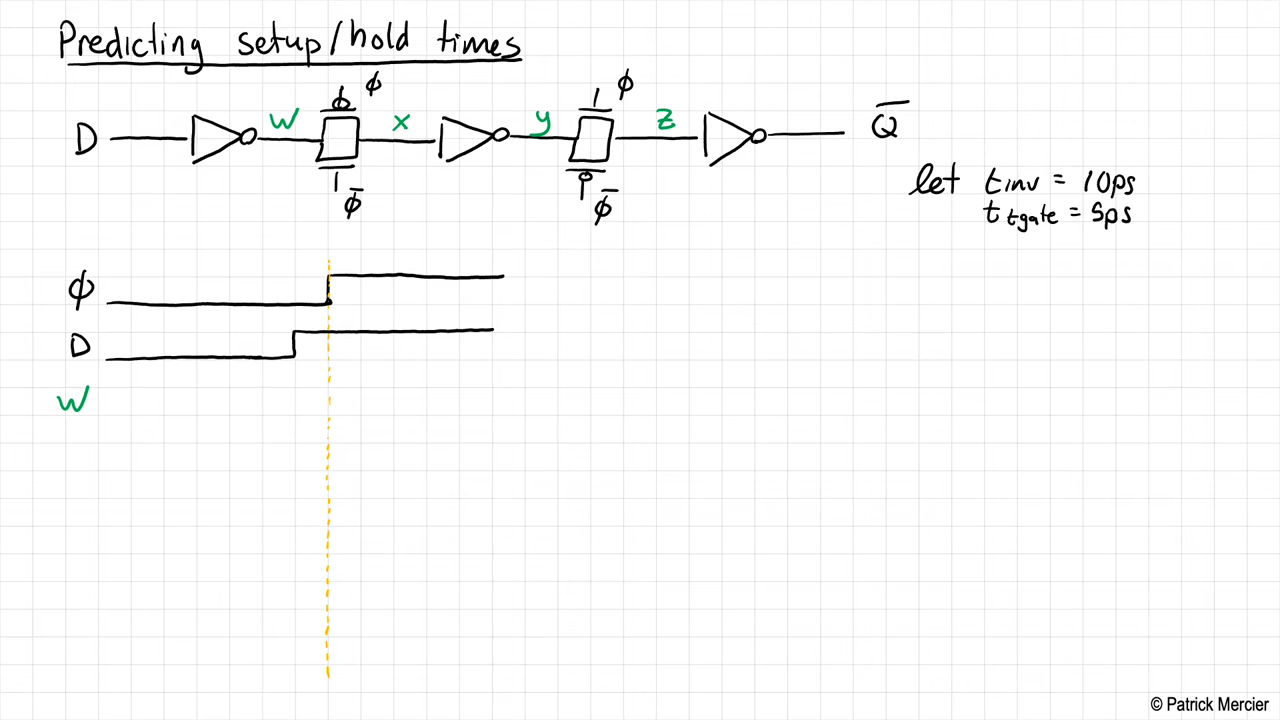 Predicting setup/hold times
ϕ ϕ
D W x y z Q̅
ϕ̅ ϕ̅
let tinv = 10ps
ttgate = 5ps
ϕ
D
W
© Patrick Mercier